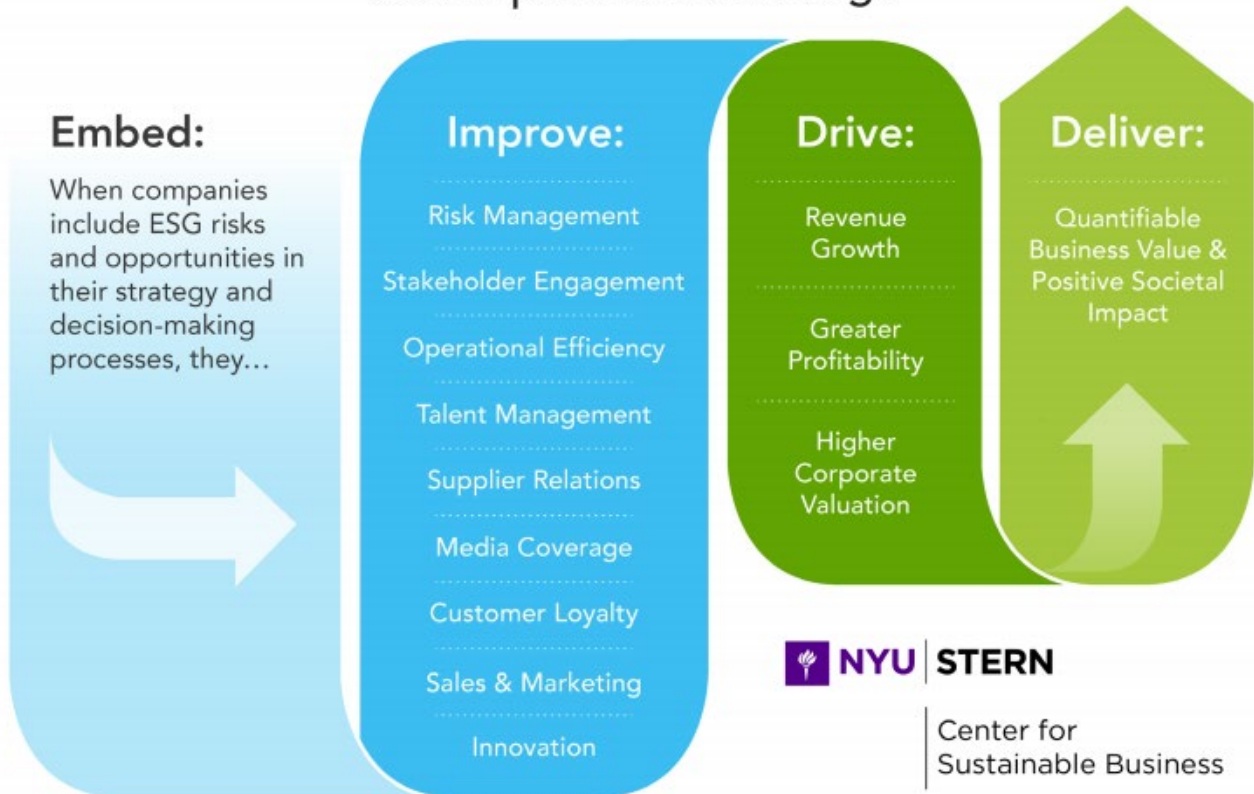 Embed:
When companies
include ESG risks
and opportunities in
their strategy and
decision-making
processes, they...
Improve:
Risk Management
Stakeholder Engagement
Operational Efficiency
Talent Management
Supplier Relations
Media Coverage
Customer Loyalty
Sales & Marketing
Innovation
Drive:
Revenue
Growth
Greater
Profitability
Higher
Corporate
Valuation
Deliver:
Quantifiable
Business Value &
Positive Societal
Impact
NYU STERN
Center for
Sustainable Business